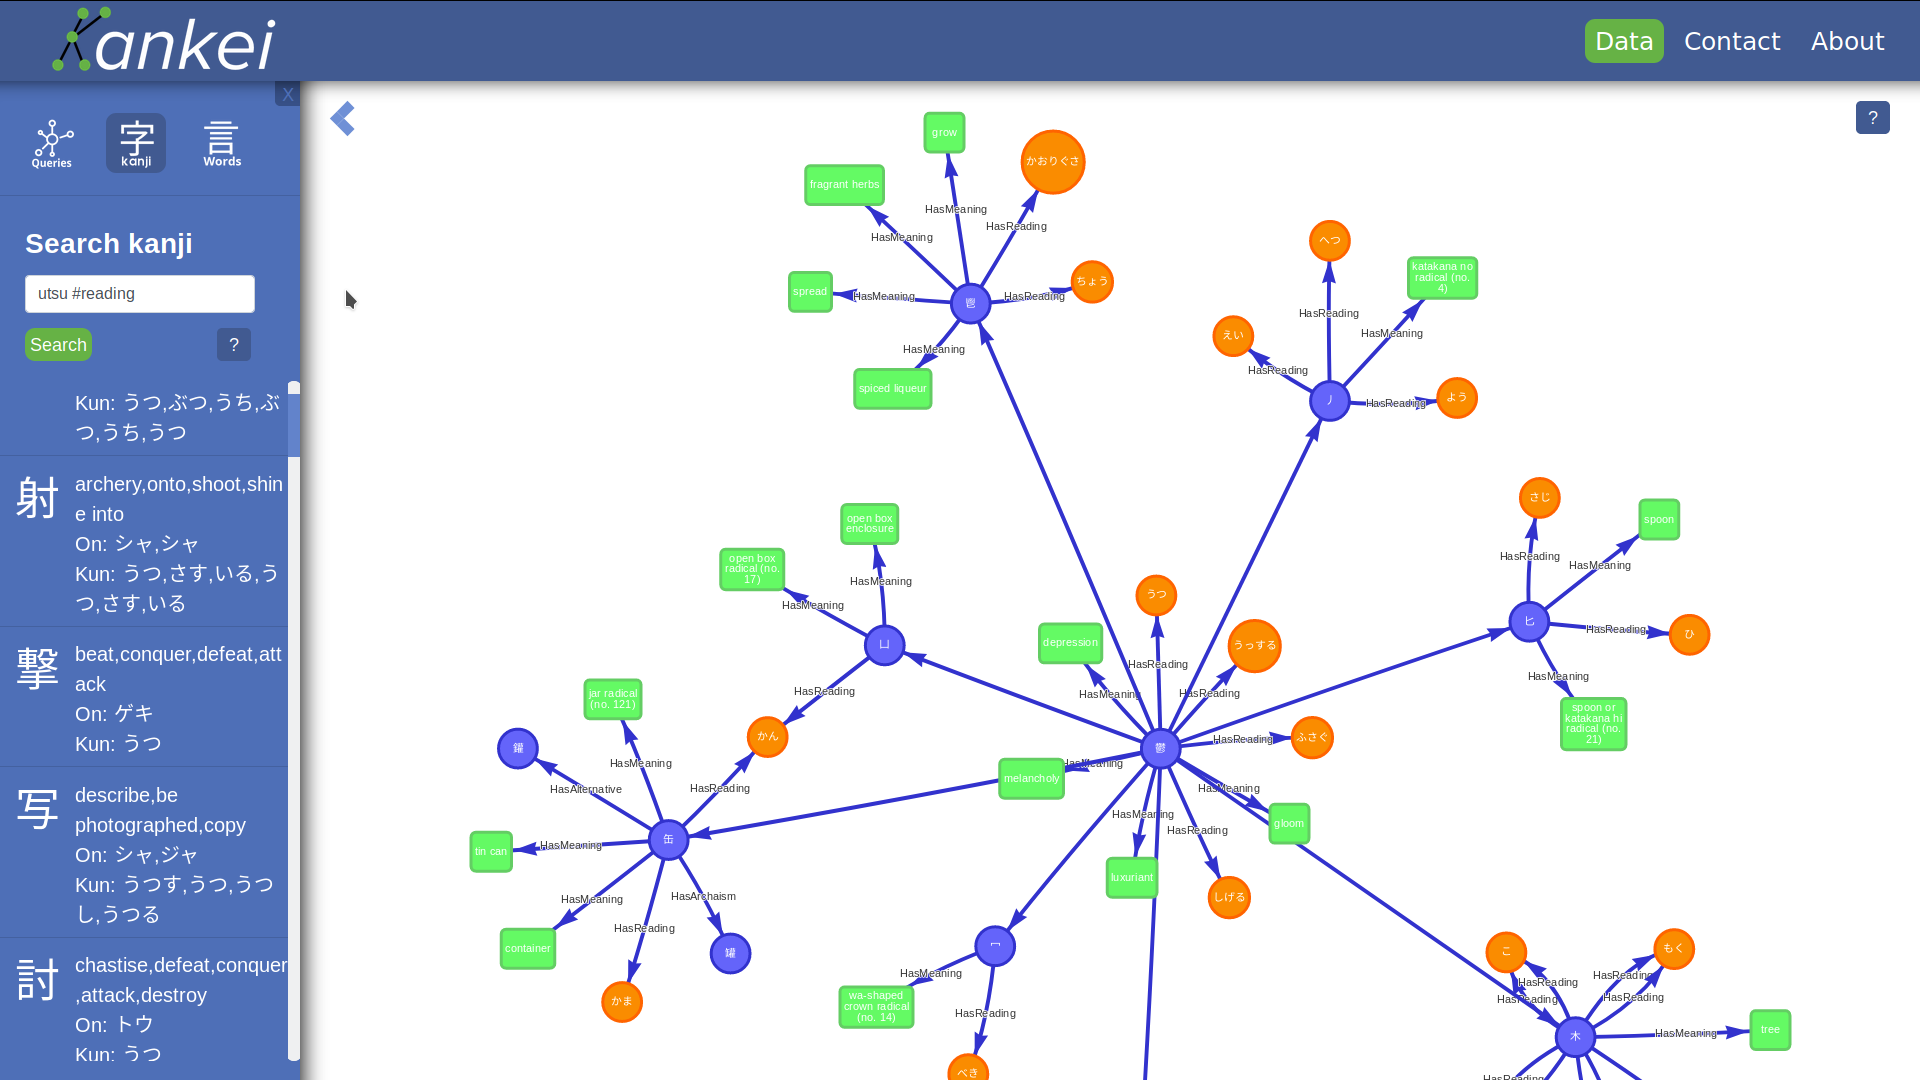 Kankei
Data
Contact
About
X
Queries
字
kanji
言
Words
Search kanji
utsu #reading
Search
?
Kun: うつ,ぶつ,うち,ぶ
つ,うち,うつ
射
archery,onto,shoot,shin
e into
On: シャ,シャ
Kun: うつ,さす,いる,う
つ,さす,いる
撃
beat,conquer,defeat,att
ack
On: ゲキ
Kun: うつ
写
describe,be
photographed,copy
On: シャ,ジャ
Kun: うつす,うつ,うつ
し,うつる
討
chastise,defeat,conquer
,attack,destroy
On: トウ
Kun: うつ
?
grow
かおりぐさ
fragrant herbs
HasMeaning
HasReading
HasMeaning
ちょう
spread
HasMeaning
鬯
HasReading
HasMeaning
spiced liqueur
へつ
katakana no
radical (no.
4)
HasReading
えい
HasMeaning
HasReading
丿
HasReading
よう
さじ
spoon
HasReading
HasMeaning
匕
HasReading
ひ
HasMeaning
spoon or
katakana hi
radical (no.
21)
open box
enclosure
open box
radical (no.
17)
HasMeaning
HasMeaning
凵
HasReading
かん
うつ
depression
うっする
HasReading
HasMeaning
HasReading
ふさぐ
HasReading
鬱
HasMeaning
melancholy
HasMeaning
gloom
HasMeaning
HasReading
luxuriant
しげる
jar radical
(no. 121)
罐
HasMeaning
HasAlternative
HasReading
缶
tin can
HasMeaning
HasMeaning
HasArchaism
HasReading
container
罐
かま
冖
HasMeaning
wa-shaped
crown radical
(no. 14)
HasReading
べき
こ
もく
HasReading
HasReading
HasReading
HasReading
木
HasMeaning
tree
HasReading